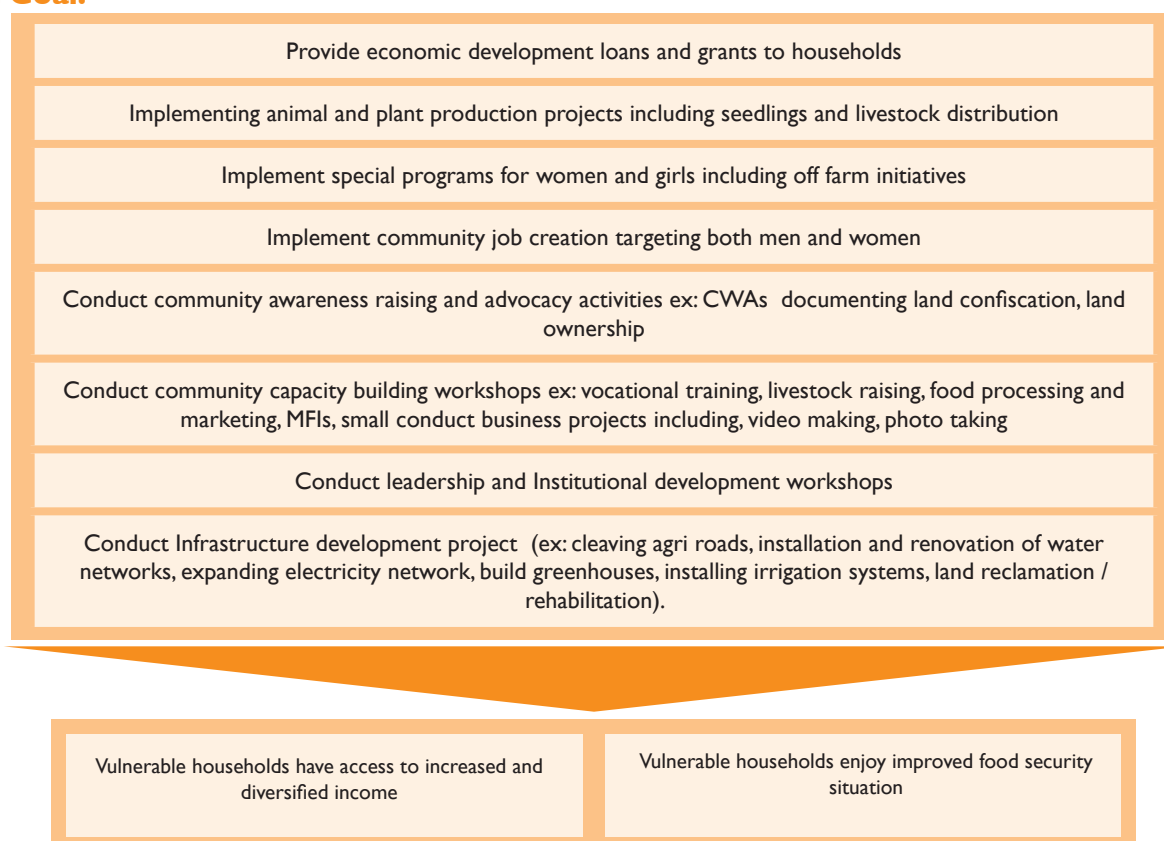 Goal:
Provide economic development loans and grants to households
Implementing animal and plant production projects including seedlings and livestock distribution
Implement special programs for women and girls including off farm initiatives
Implement community job creation targeting both men and women
Conduct community awareness raising and advocacy activities ex: CWAs documenting land confiscation, land
ownership
Conduct community capacity building workshops ex: vocational training, livestock raising, food processing and
marketing, MFIs, small conduct business projects including, video making, photo taking
Conduct leadership and Institutional development workshops
Conduct Infrastructure development project (ex: cleaving agri roads, installation and renovation of water
networks, expanding electricity network, build greenhouses, installing irrigation systems, land reclamation /
rehabilitation).
Vulnerable households have access to increased and
diversified income
Vulnerable households enjoy improved food security
situation